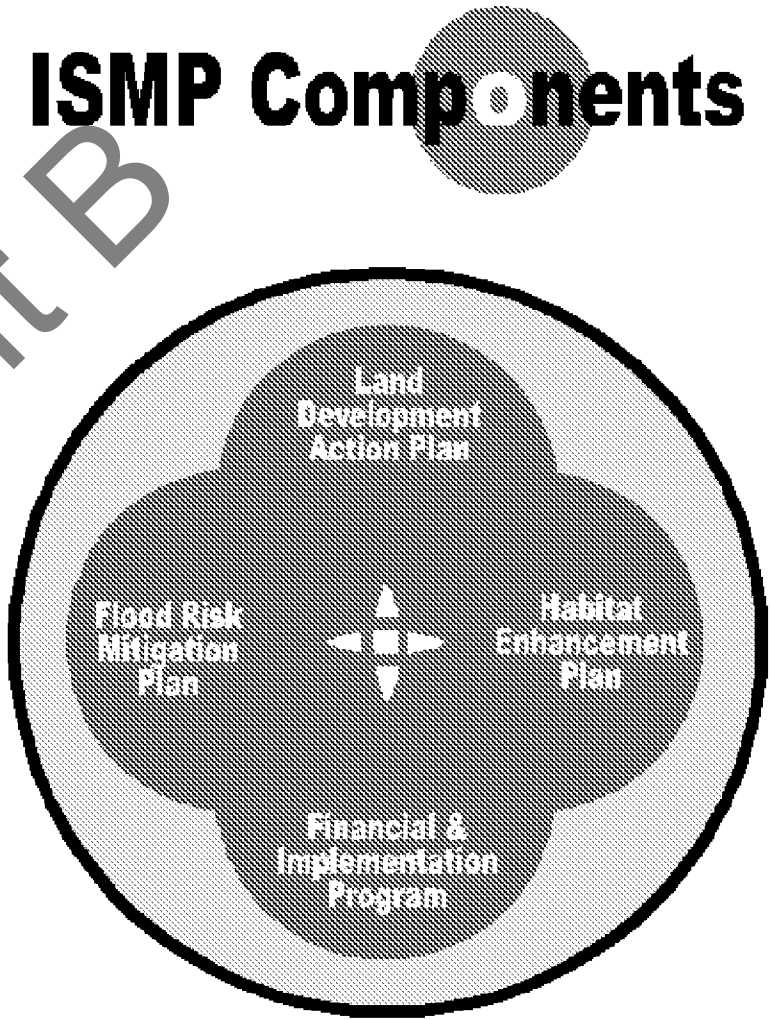 ISMP Components
t B
Land
Development
Action Plan
Flood Risk
Mitigation
Plan
Habitat
Enhancement
Plan
Financial &
Implementation
Program